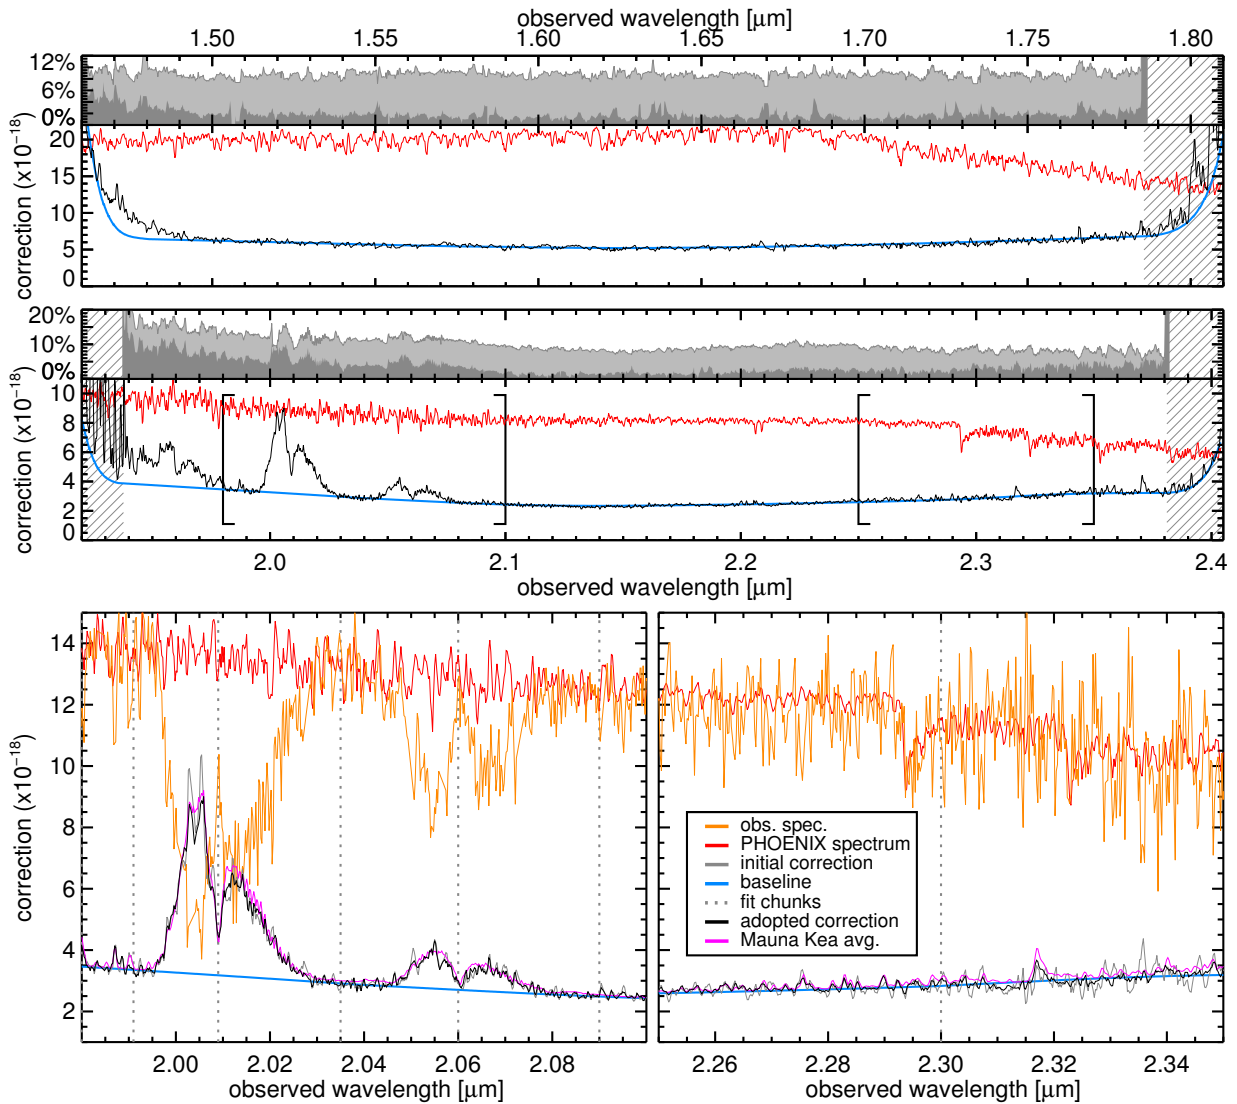 observed wavelength [μm]
1.50 1.55 1.60 1.65 1.70 1.75 1.80
12%
6%
0%
correction (x10⁻¹⁸)
20
15
10
5
0
20%
10%
0%
correction (x10⁻¹⁸)
10
8
6
4
2
0
2.0 2.1 2.2 2.3 2.4
observed wavelength [μm]
correction (x10⁻¹⁸)
14
12
10
8
6
4
2
obs. spec.
PHOENIX spectrum
initial correction
baseline
fit chunks
adopted correction
Mauna Kea avg.
2.00 2.02 2.04 2.06 2.08
observed wavelength [μm]
2.26 2.28 2.30 2.32 2.34
observed wavelength [μm]